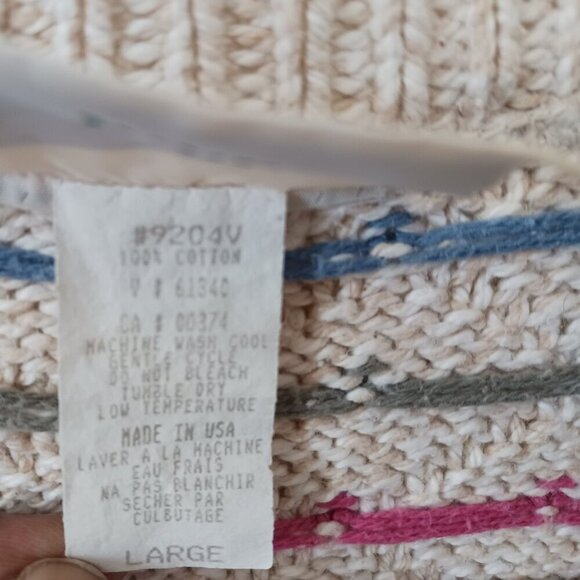 #9204V
100% COTTON
V # 61340
CA # 00374
MACHINE WASH COOL
GENTLE CYCLE
DO NOT BLEACH
TUMBLE DRY
LOW TEMPERATURE
MADE IN USA
LAVER A LA MACHINE
EAU FRAIS
NA PAS BLANCHIR
SECHER PAR
CULBUTAGE
LARGE